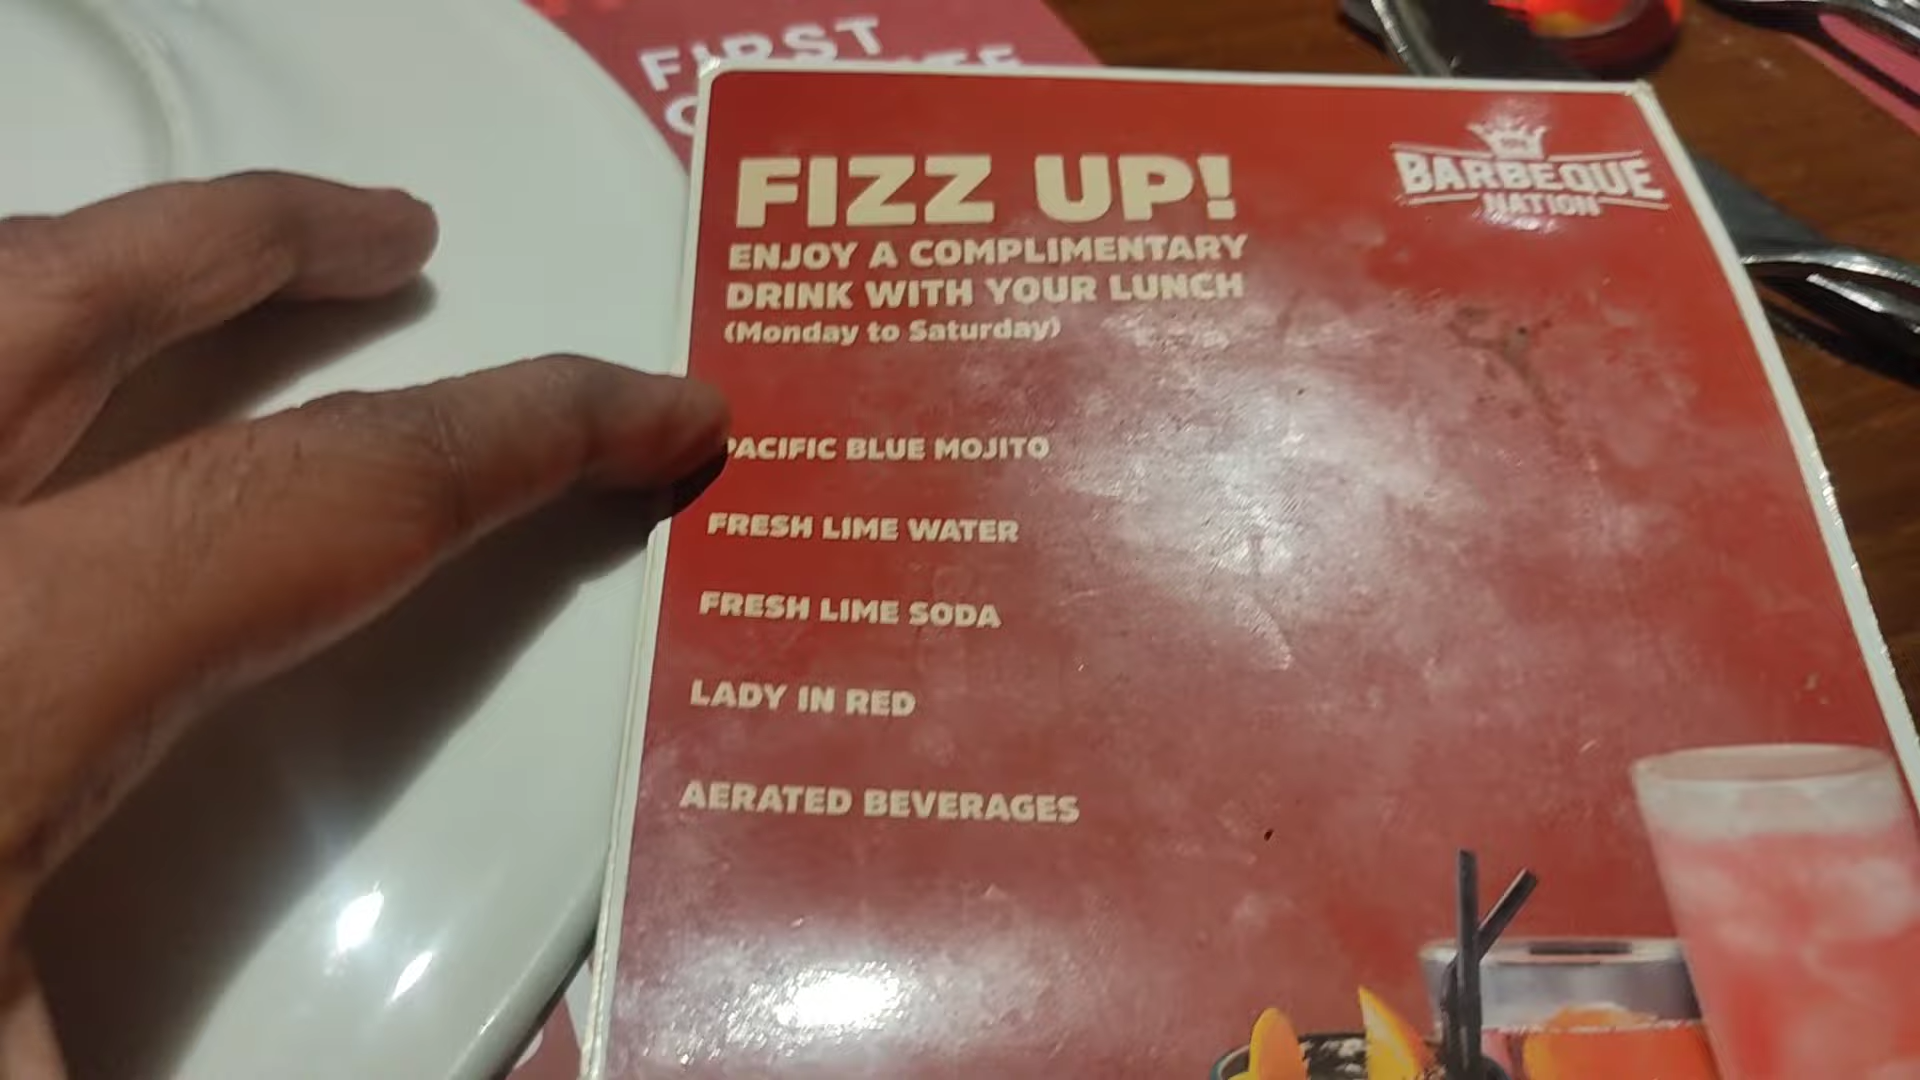 FIRST
BARBEQUE
NATION
FIZZ UP!
ENJOY A COMPLIMENTARY
DRINK WITH YOUR LUNCH
(Monday to Saturday)
PACIFIC BLUE MOJITO
FRESH LIME WATER
FRESH LIME SODA
LADY IN RED
AERATED BEVERAGES